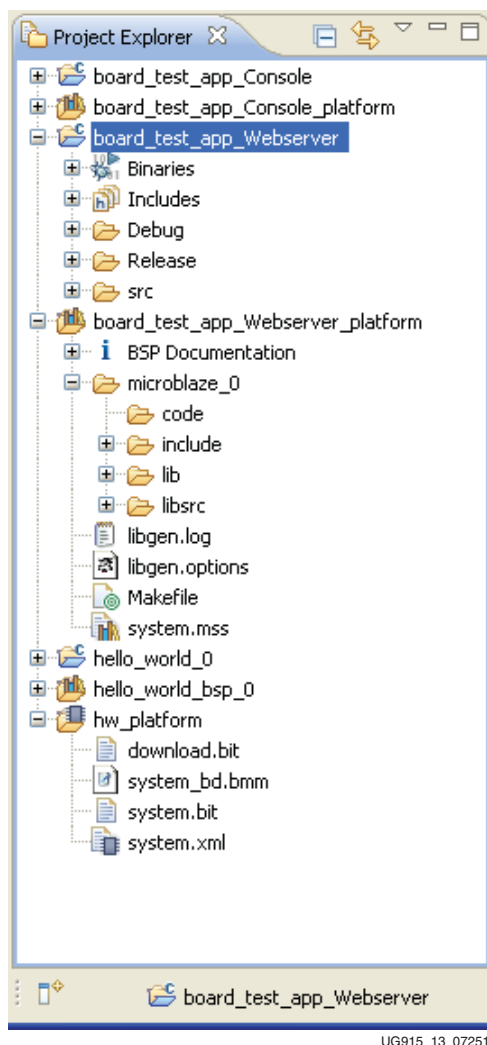 Project Explorer
board_test_app_Console
board_test_app_Console_platform
board_test_app_Webserver
Binaries
Includes
Debug
Release
src
board_test_app_Webserver_platform
BSP Documentation
microblaze_0
code
include
lib
libsrc
libgen.log
libgen.options
Makefile
system.mss
hello_world_0
hello_world_bsp_0
hw_platform
download.bit
system_bd.bmm
system.bit
system.xml
board_test_app_Webserver
UG915_13_07251